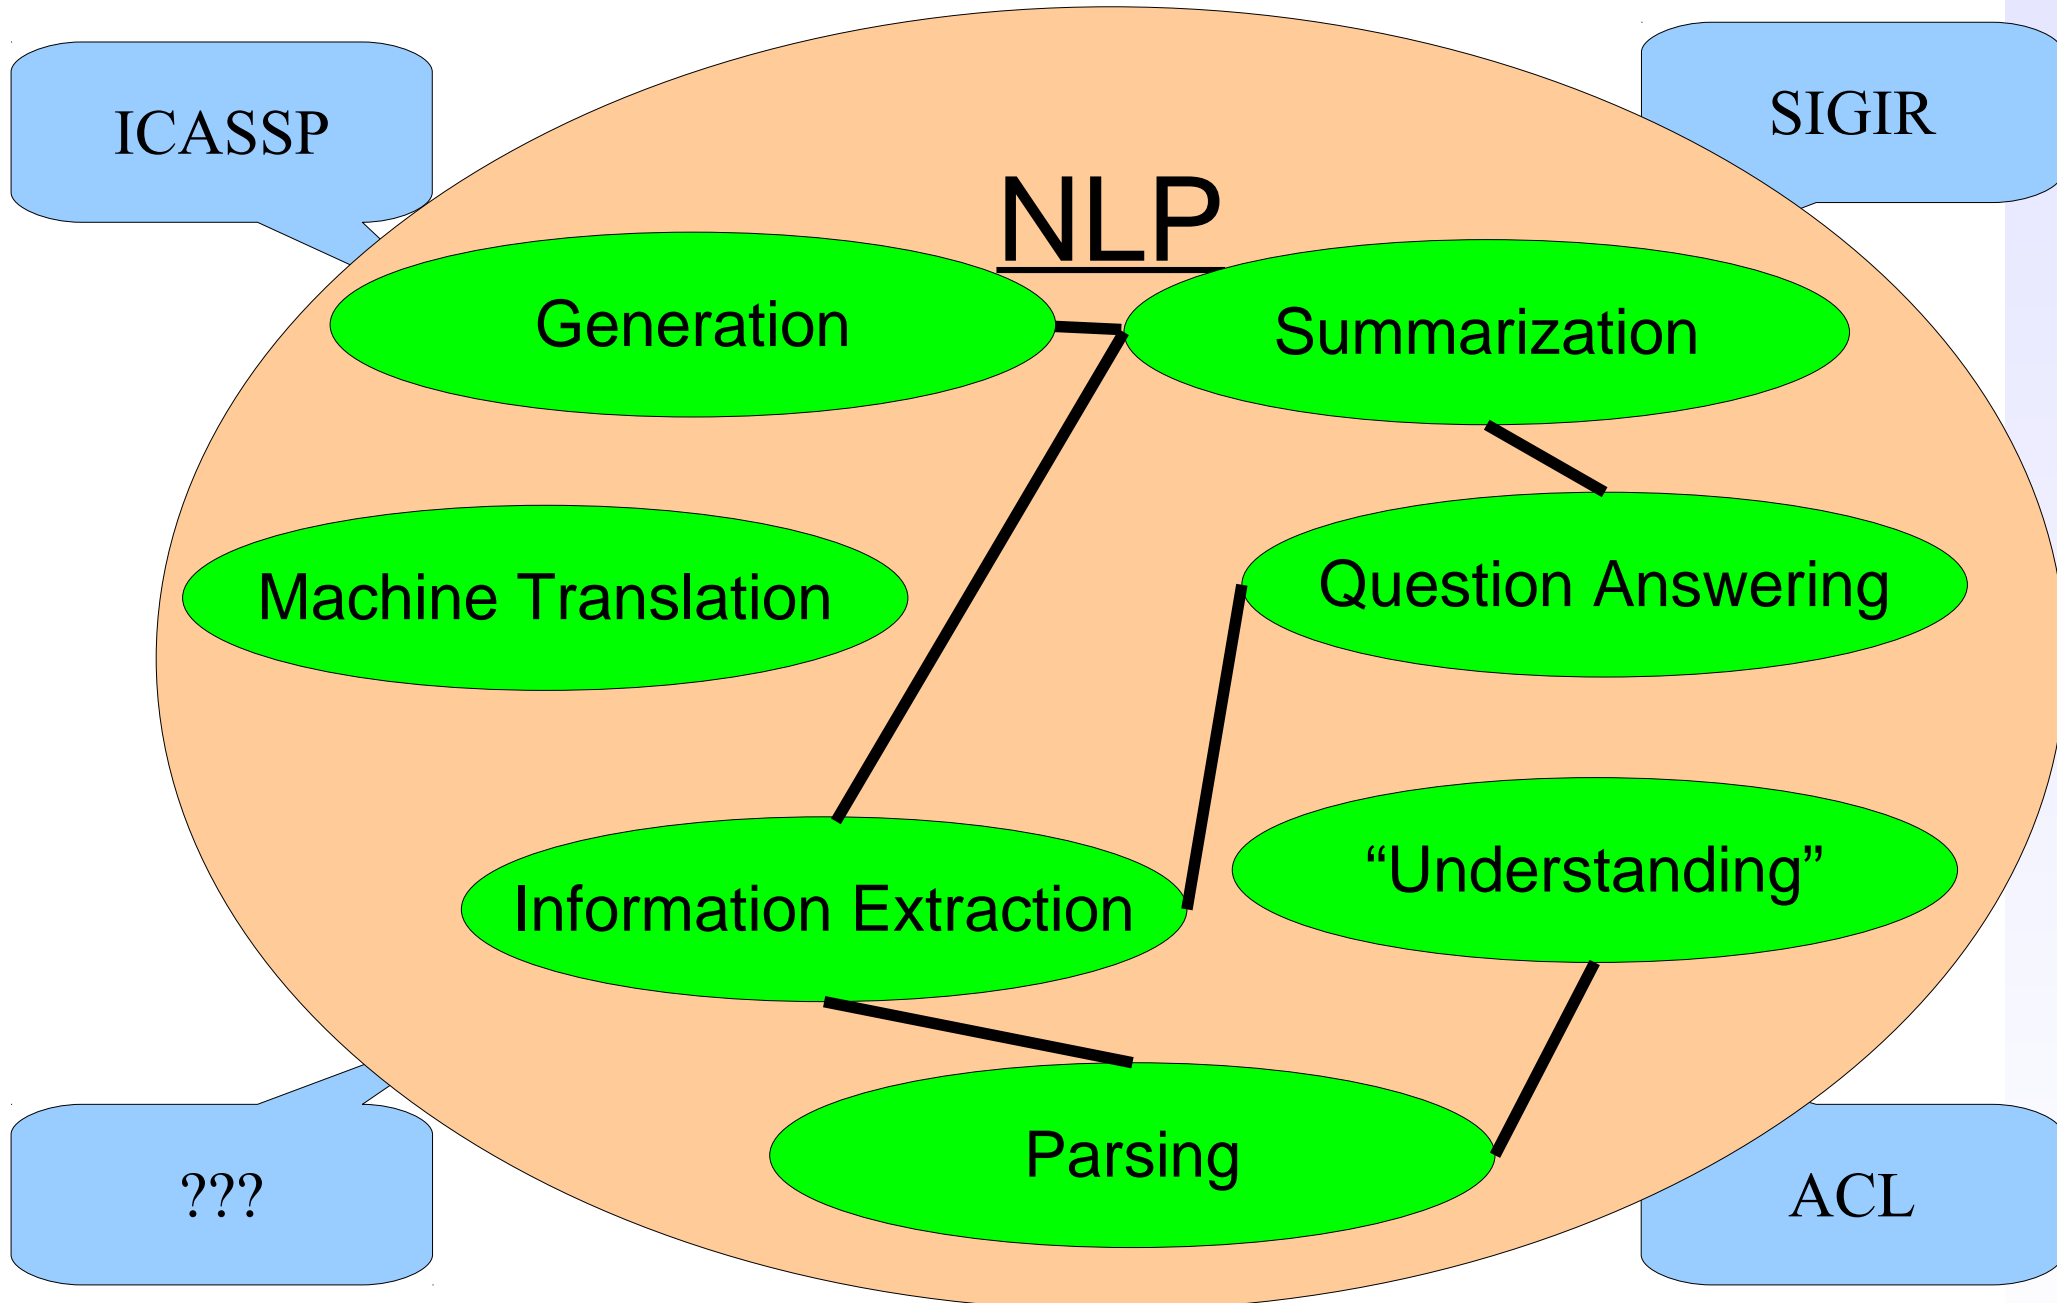 ICASSP
SIGIR
NLP
Generation
Summarization
Machine Translation
Question Answering
Information Extraction
“Understanding”
Parsing
???
ACL